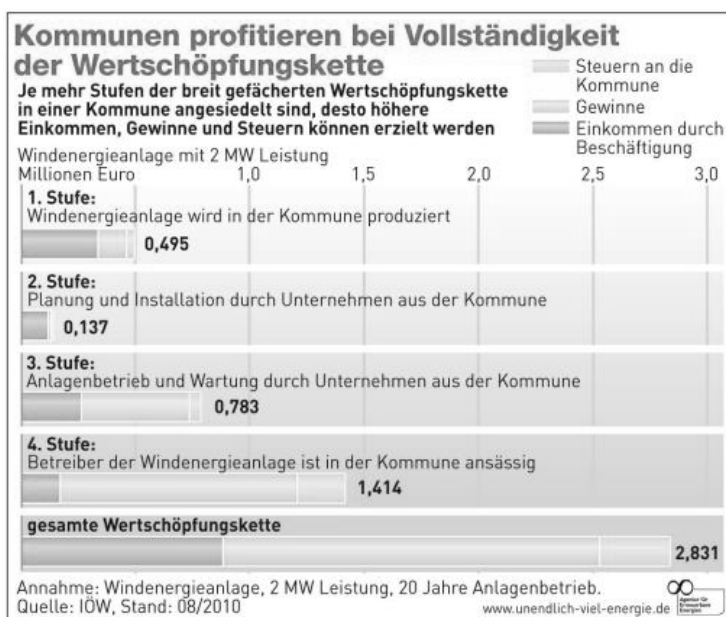 Kommunen profitieren bei Vollständigkeit
der Wertschöpfungskette
Je mehr Stufen der breit gefächerten Wertschöpfungskette
in einer Kommune angesiedelt sind, desto höhere
Einkommen, Gewinne und Steuern können erzielt werden
Steuern an die
Kommune
Gewinne
Einkommen durch
Beschäftigung
Windenergieanlage mit 2 MW Leistung
Millionen Euro 1,0 1,5 2,0 2,5 3,0
1. Stufe:
Windenergieanlage wird in der Kommune produziert
0,495
2. Stufe:
Planung und Installation durch Unternehmen aus der Kommune
0,137
3. Stufe:
Anlagenbetrieb und Wartung durch Unternehmen aus der Kommune
0,783
4. Stufe:
Betreiber der Windenergieanlage ist in der Kommune ansässig
1,414
gesamte Wertschöpfungskette
2,831
Annahme: Windenergieanlage, 2 MW Leistung, 20 Jahre Anlagenbetrieb.
Quelle: IÖW, Stand: 08/2010
www.unendlich-viel-energie.de
Agentur für
Erneuerbare
Energien